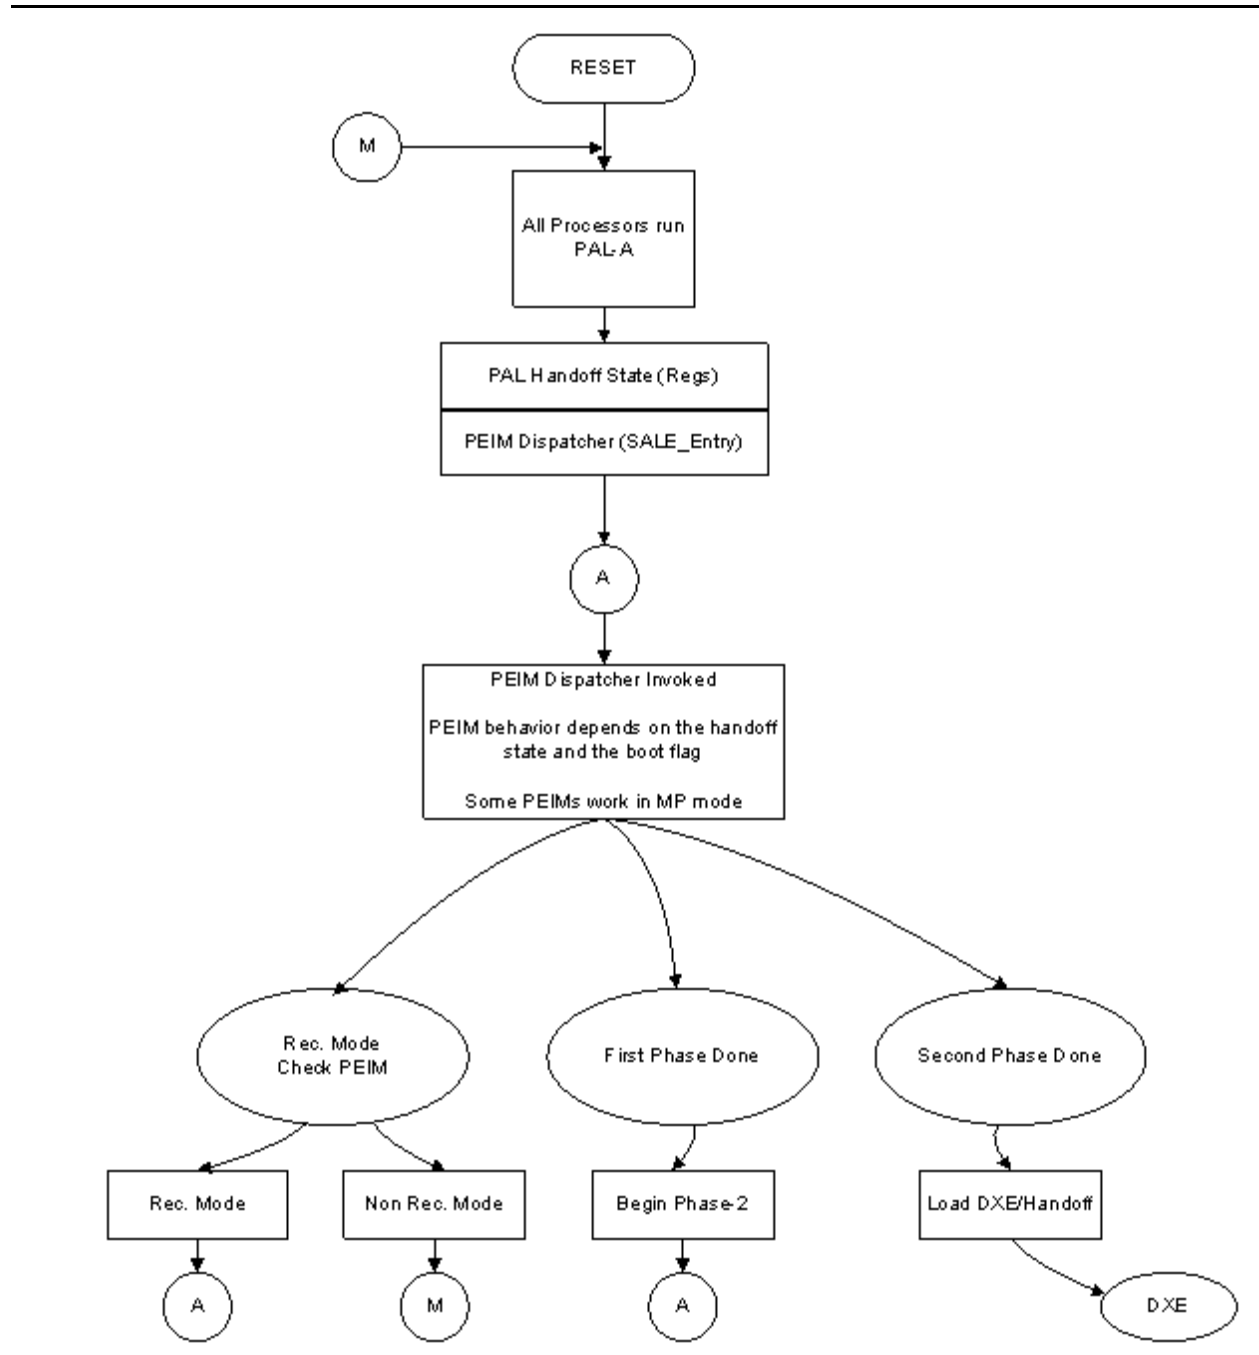 RESET
M
All Processors run
PAL-A
PAL Handoff State (Regs)
PEIM Dispatcher (SALE_Entry)
A
PEIM Dispatcher Invoked
PEIM behavior depends on the handoff
state and the boot flag
Some PEIMs work in MP mode
Rec. Mode
Check PEIM
First Phase Done
Second Phase Done
Rec. Mode
Non Rec. Mode
Begin Phase-2
Load DXE/Handoff
A
M
A
DXE